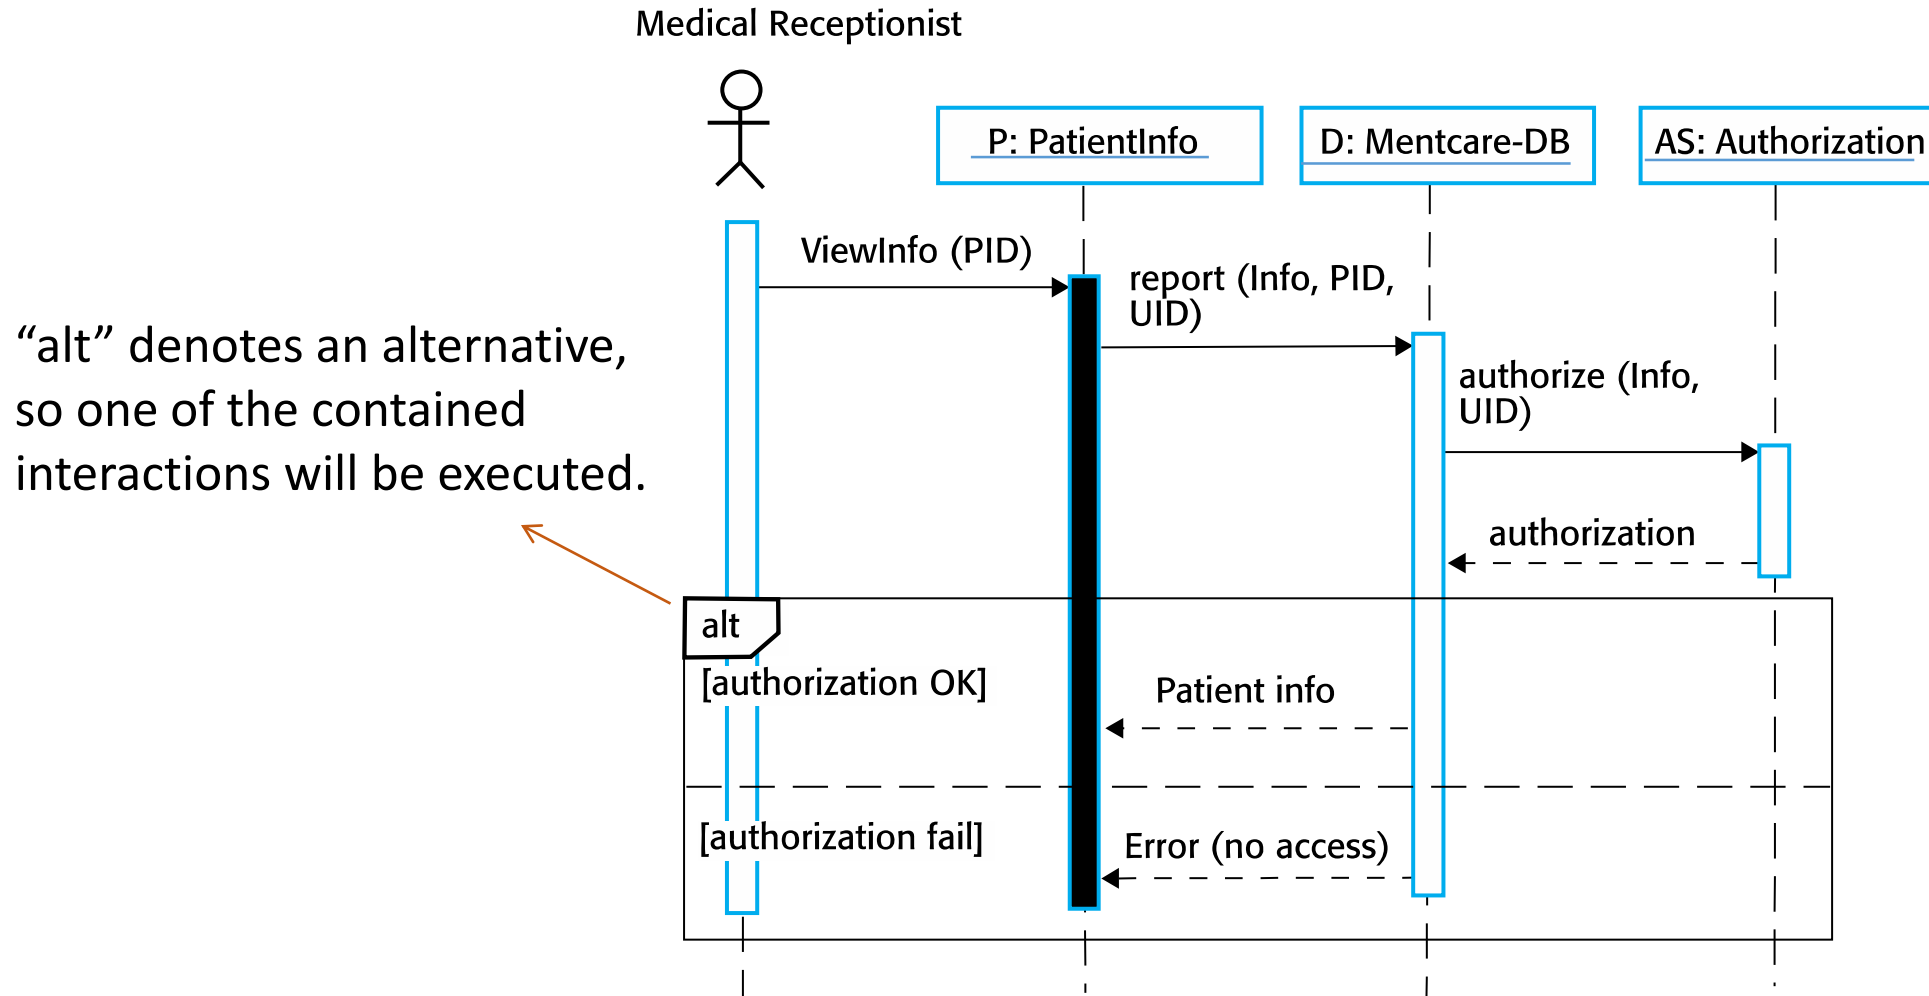 Medical Receptionist
P: PatientInfo
D: Mentcare-DB
AS: Authorization
ViewInfo (PID)
report (Info, PID,
UID)
“alt” denotes an alternative,
so one of the contained
interactions will be executed.
authorize (Info,
UID)
authorization
alt
[authorization OK]
Patient info
[authorization fail]
Error (no access)